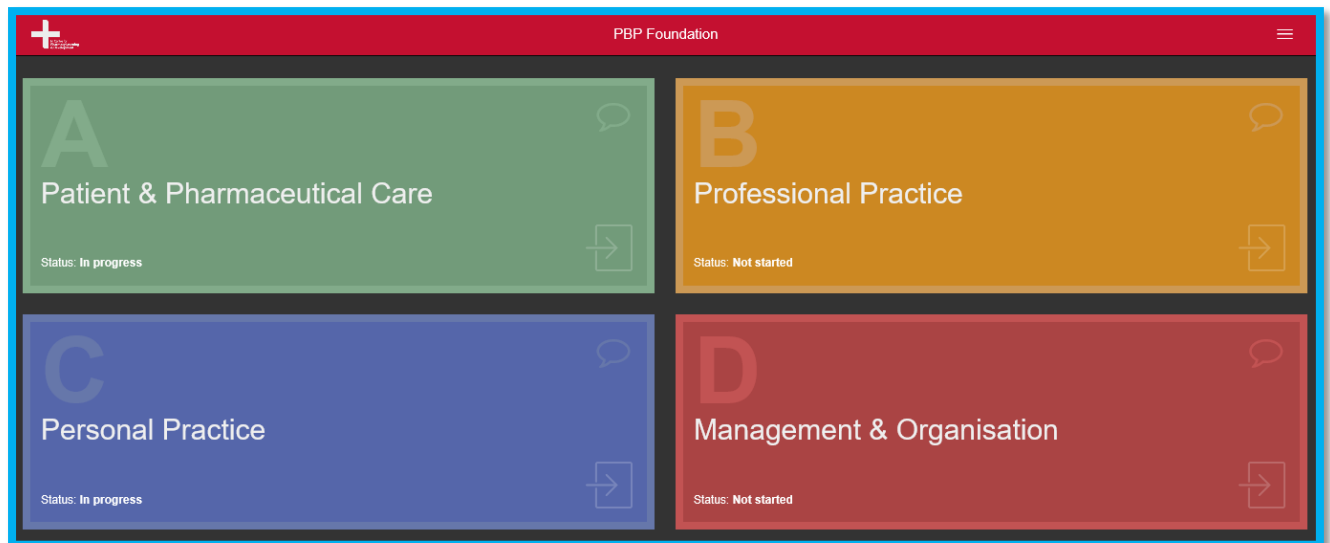 PBP Foundation
A
Patient & Pharmaceutical Care
Status: In progress
B
Professional Practice
Status: Not started
C
Personal Practice
Status: In progress
D
Management & Organisation
Status: Not started